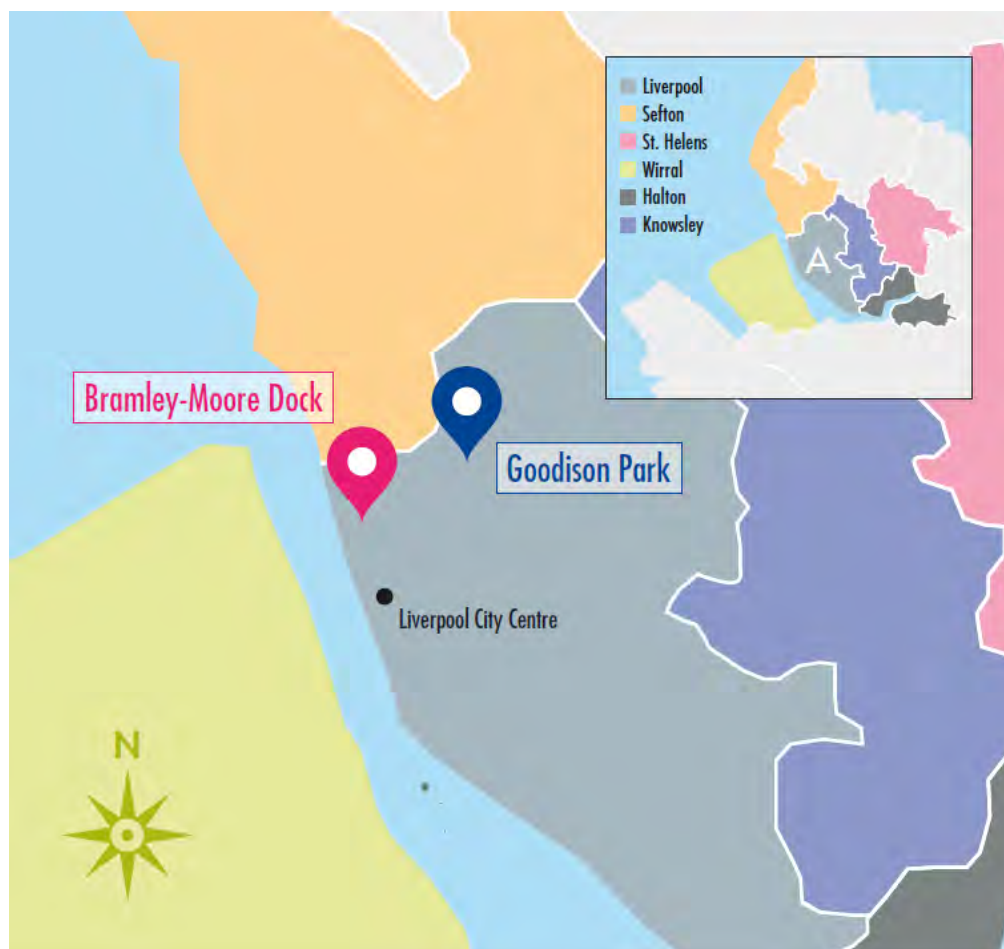 Liverpool
Sefton
St. Helens
Wirral
Halton
Knowsley
A
Bramley-Moore Dock
Goodison Park
Liverpool City Centre
N